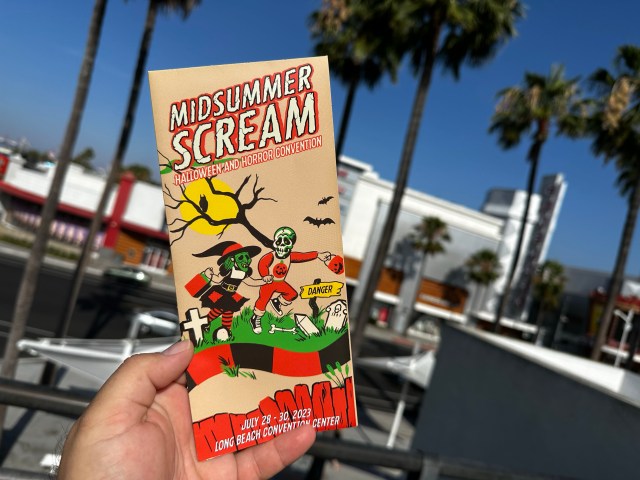 MIDSUMMER
SCREAM
HALLOWEEN AND HORROR CONVENTION
DANGER
JULY 28 - 30, 2023
LONG BEACH CONVENTION CENTER